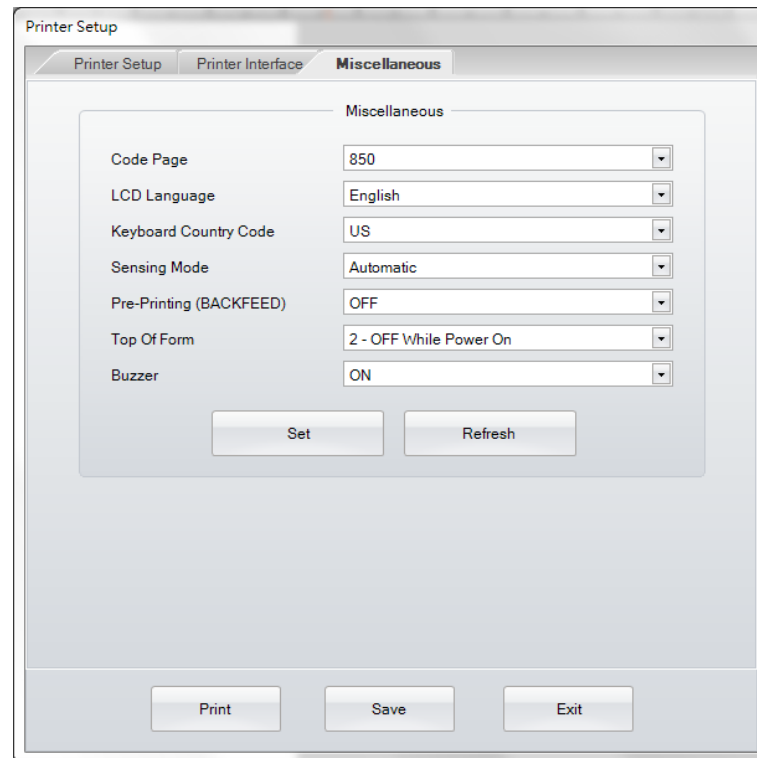 Printer Setup
Printer Setup Printer Interface Miscellaneous
Miscellaneous
Code Page 850
LCD Language English
Keyboard Country Code US
Sensing Mode Automatic
Pre-Printing (BACKFEED) OFF
Top Of Form 2 - OFF While Power On
Buzzer ON
Set Refresh
Print Save Exit